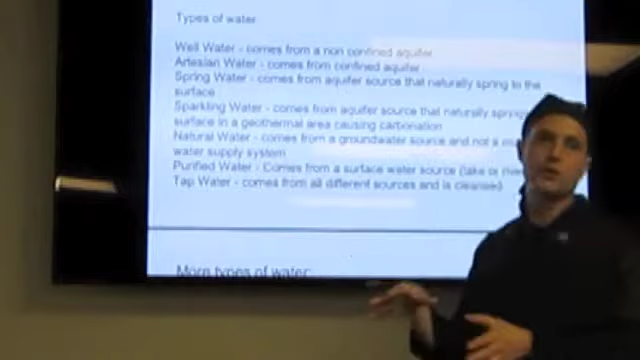 Types of water
Well Water - comes from a non confined aquifer
Artesian Water - comes from confined aquifer
Spring Water - comes from aquifer source that naturally spring to the
surface
Sparkling Water - comes from aquifer source that naturally spring
surface in a geothermal area causing carbonation
Natural Water - comes from a groundwater source and not a
water supply system
Purified Water - Comes from a surface water source (lake or
Tap Water - comes from all different sources and is cleansed
More types of water: